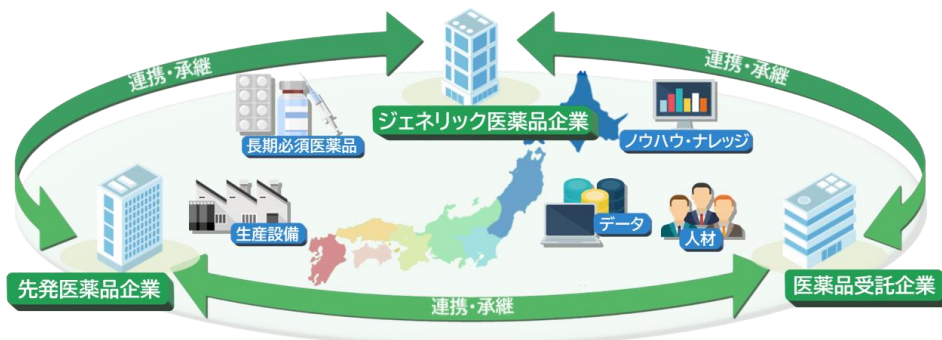 連携・承継
連携・承継
ジェネリック医薬品企業
長期必須医薬品
ノウハウ・ナレッジ
生産設備
データ
人材
先発医薬品企業
医薬品受託企業
連携・承継